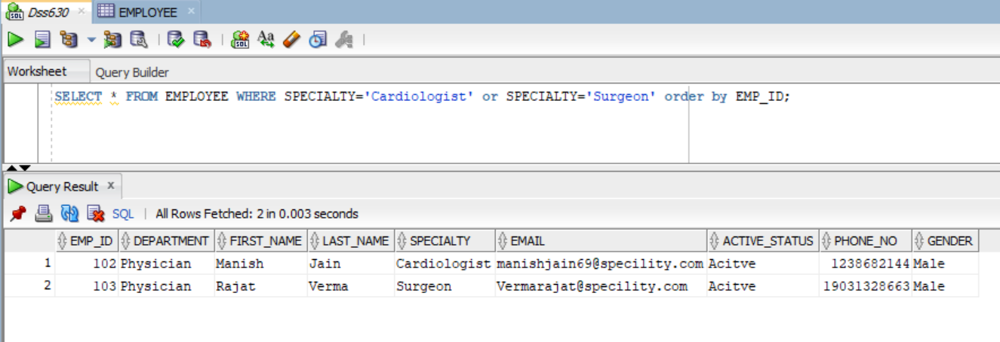 Dss630 × EMPLOYEE ×
Worksheet Query Builder
SELECT * FROM EMPLOYEE WHERE SPECIALTY='Cardiologist' or SPECIALTY='Surgeon' order by EMP_ID;
Query Result x
SQL | All Rows Fetched: 2 in 0.003 seconds
EMP_ID DEPARTMENT FIRST_NAME LAST_NAME SPECIALTY EMAIL ACTIVE_STATUS PHONE_NO GENDER
1 102 Physician Manish Jain Cardiologist manishjain69@specility.com Acitve 1238682144 Male
2 103 Physician Rajat Verma Surgeon Vermarajat@specility.com Acitve 19031328663 Male